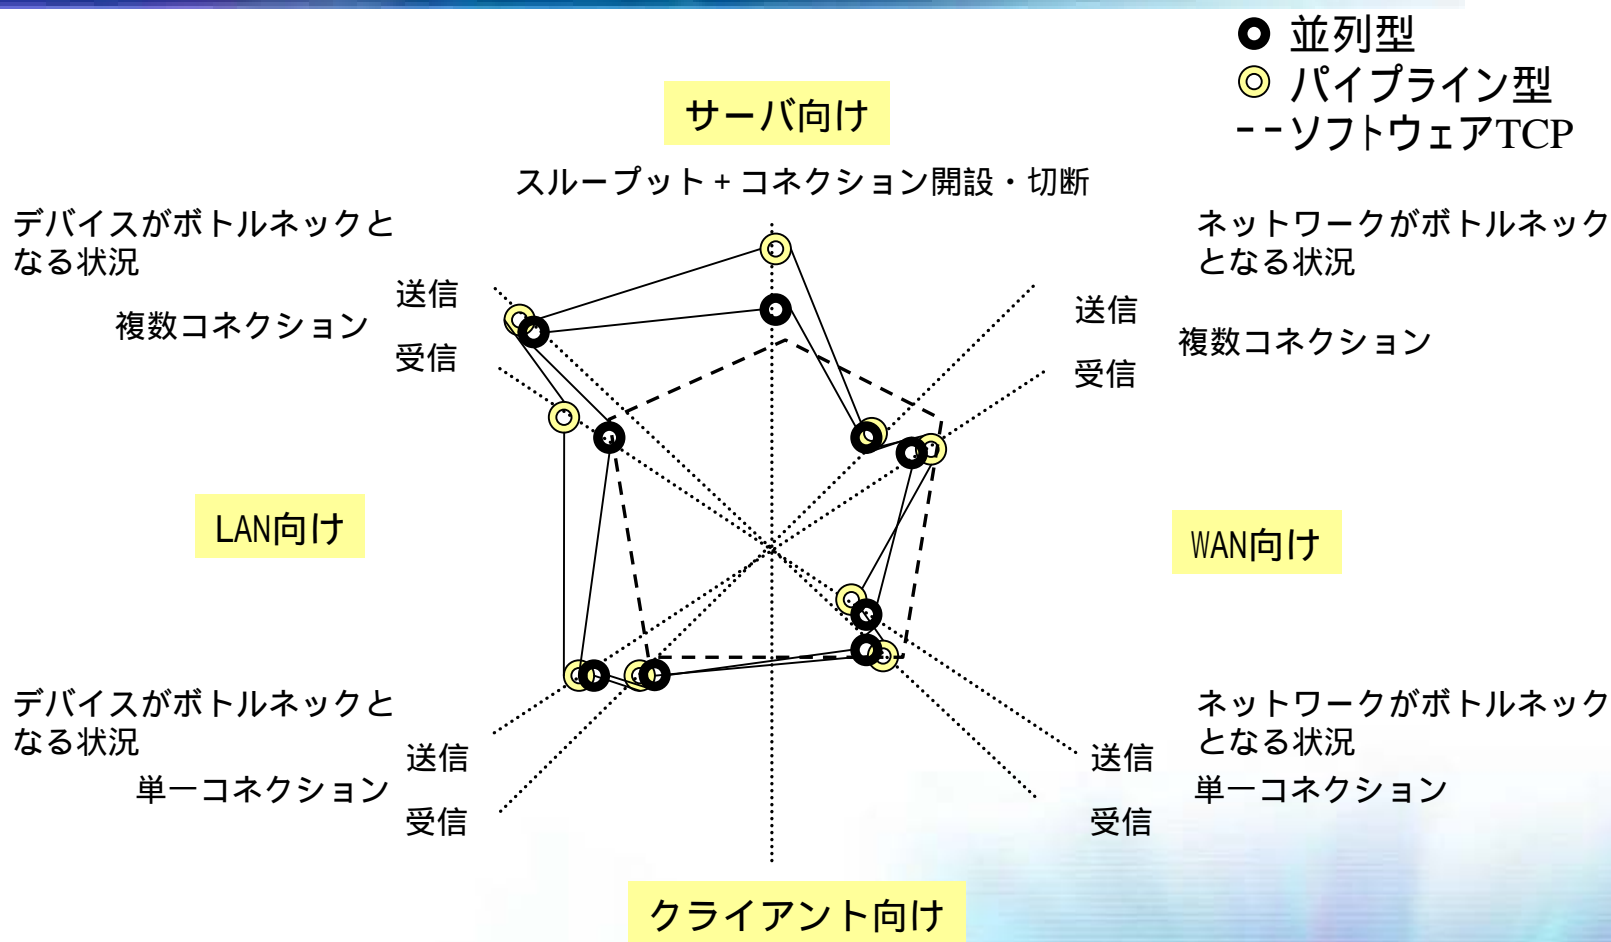 並列型
パイプライン型
ソフトウェアTCP
サーバ向け
スループット + コネクション開設・切断
デバイスがボトルネックと
なる状況
送信
複数コネクション
受信
ネットワークがボトルネック
となる状況
送信
複数コネクション
受信
LAN向け
WAN向け
デバイスがボトルネックと
なる状況
送信
単一コネクション
受信
ネットワークがボトルネック
となる状況
送信
単一コネクション
受信
クライアント向け